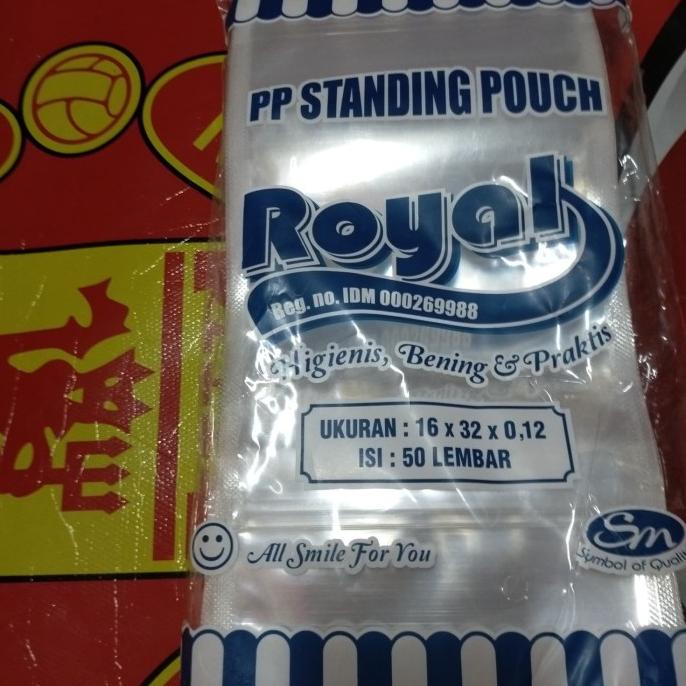 PP STANDING POUCH
Royal
Reg. no. IDM 000269988
Higienis, Bening & Praktis
UKURAN : 16 x 32 x 0,12
ISI : 50 LEMBAR
All Smile For You
Sm
Symbol of Quality